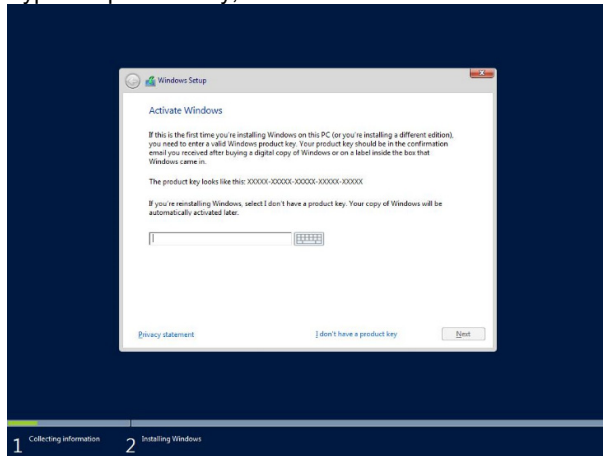 Windows Setup
Activate Windows
If this is the first time you're installing Windows on this PC (or you're installing a different edition),
you need to enter a valid Windows product key. Your product key should be in the confirmation
email you received after buying a digital copy of Windows or on a label inside the box that
Windows came in.
The product key looks like this: XXXXX-XXXXX-XXXXX-XXXXX-XXXXX
If you're reinstalling Windows, select I don't have a product key. Your copy of Windows will be
automatically activated later.
Privacy statement
I don't have a product key
Next
1 Collecting information
2 Installing Windows